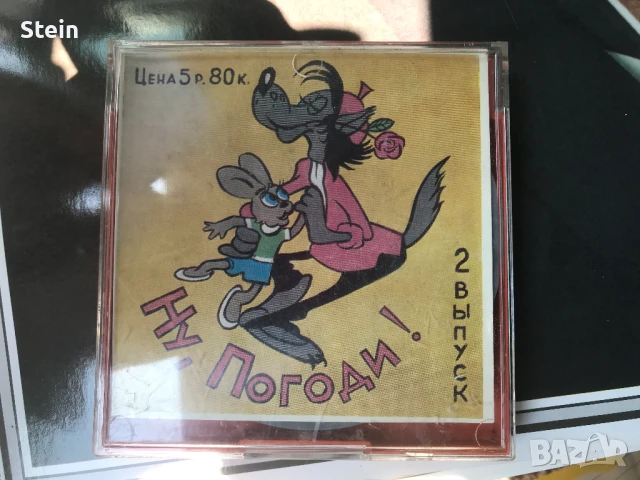 Stein
Цена 5 р. 80 к.
2 ВЫПУСК
Ну, Погоди!
BAZAR